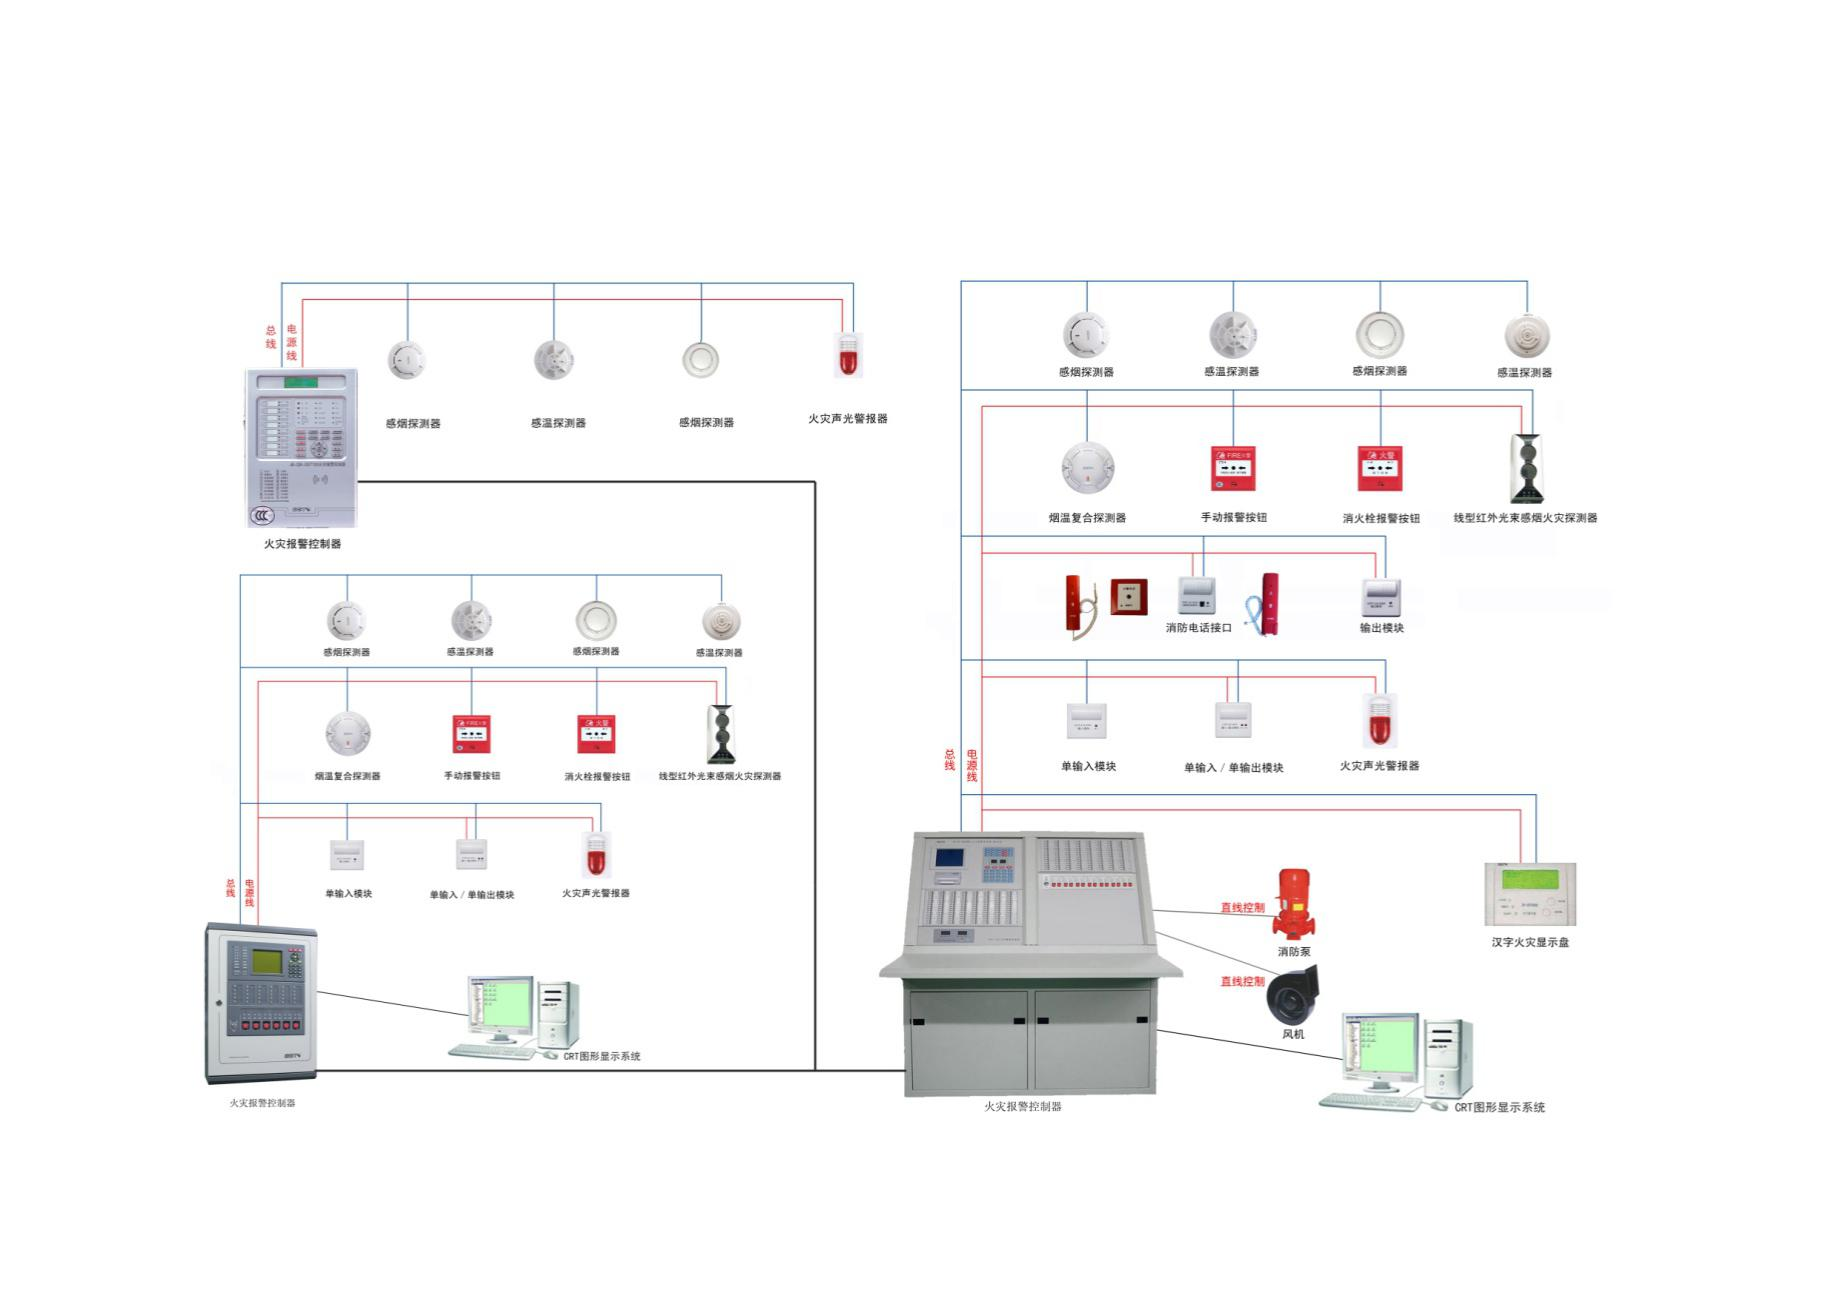 总线
电源线
感烟探测器
感温探测器
感烟探测器
火灾声光警报器
火灾报警控制器
感烟探测器
感温探测器
感烟探测器
感温探测器
烟温复合探测器
手动报警按钮
消火栓报警按钮
线型红外光束感烟火灾探测器
单输入模块
单输入 / 单输出模块
火灾声光警报器
总线
电源线
CRT图形显示系统
火灾报警控制器
感烟探测器
感温探测器
感烟探测器
感温探测器
FIRE火警
火警
烟温复合探测器
手动报警按钮
消火栓报警按钮
线型红外光束感烟火灾探测器
消防电话接口
输出模块
单输入模块
单输入 / 单输出模块
火灾声光警报器
总线
电源线
直线控制
消防泵
直线控制
风机
汉字火灾显示盘
CRT图形显示系统
火灾报警控制器